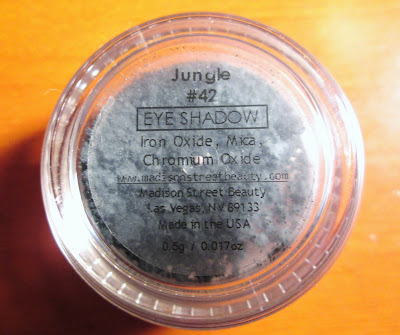 Jungle
#42
EYE SHADOW
Iron Oxide, Mica,
Chromium Oxide
www.madisonstreetbeauty.com
Madison Street Beauty
Las Vegas, NV 89133
Made in the USA
0.5g / 0.017oz